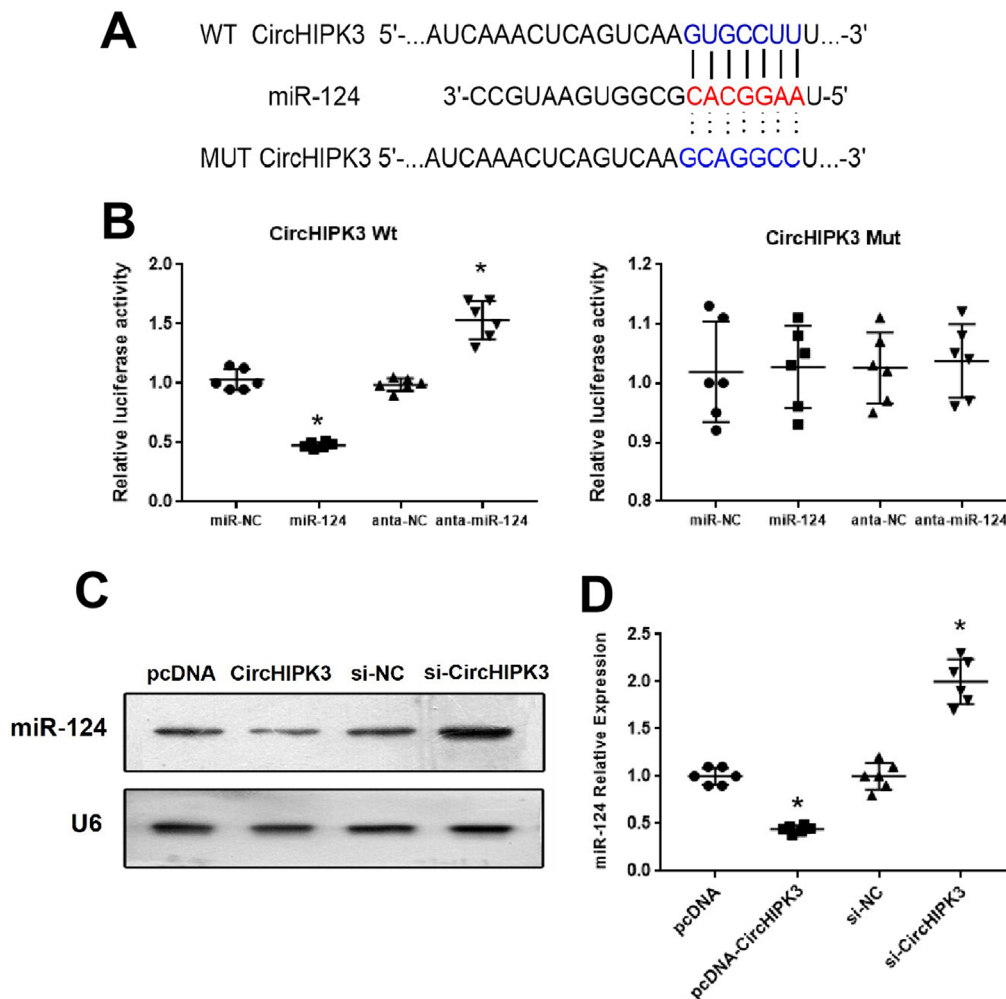 A
WT CircHIPK3 5'-...AUCAAACUCAGUCAAGUGCCUUU...-3'
miR-124 3'-CCGUAAGUGGCGCACGGAAU-5'
MUT CircHIPK3 5'-...AUCAAACUCAGUCAAGCAGGCCU...-3'
B
CircHIPK3 Wt
Relative luciferase activity
2.0
1.5
1.0
0.5
0.0
*
*
miR-NC miR-124 anta-NC anta-miR-124
CircHIPK3 Mut
Relative luciferase activity
1.2
1.1
1.0
0.9
0.8
miR-NC miR-124 anta-NC anta-miR-124
C
pcDNA CircHIPK3 si-NC si-CircHIPK3
miR-124
U6
D
miR-124 Relative Expression
2.5
2.0
1.5
1.0
0.5
0.0
*
*
pcDNA
pcDNA-CircHIPK3
si-NC
si-CircHIPK3